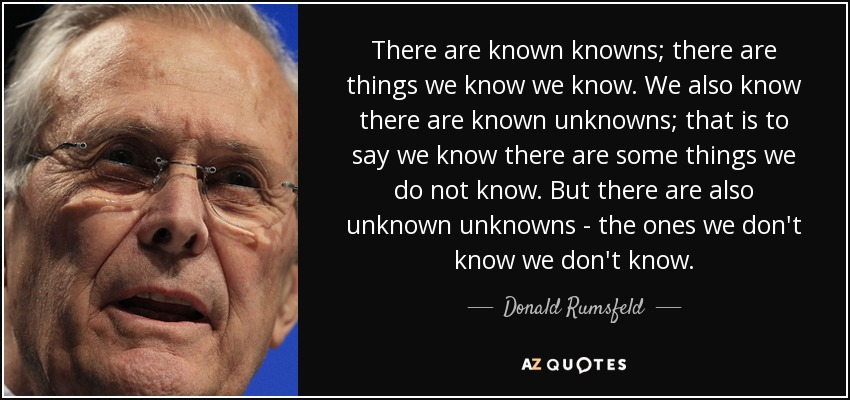 There are known knowns; there are
things we know we know. We also know
there are known unknowns; that is to
say we know there are some things we
do not know. But there are also
unknown unknowns - the ones we don't
know we don't know.
Donald Rumsfeld
AZ QUOTES